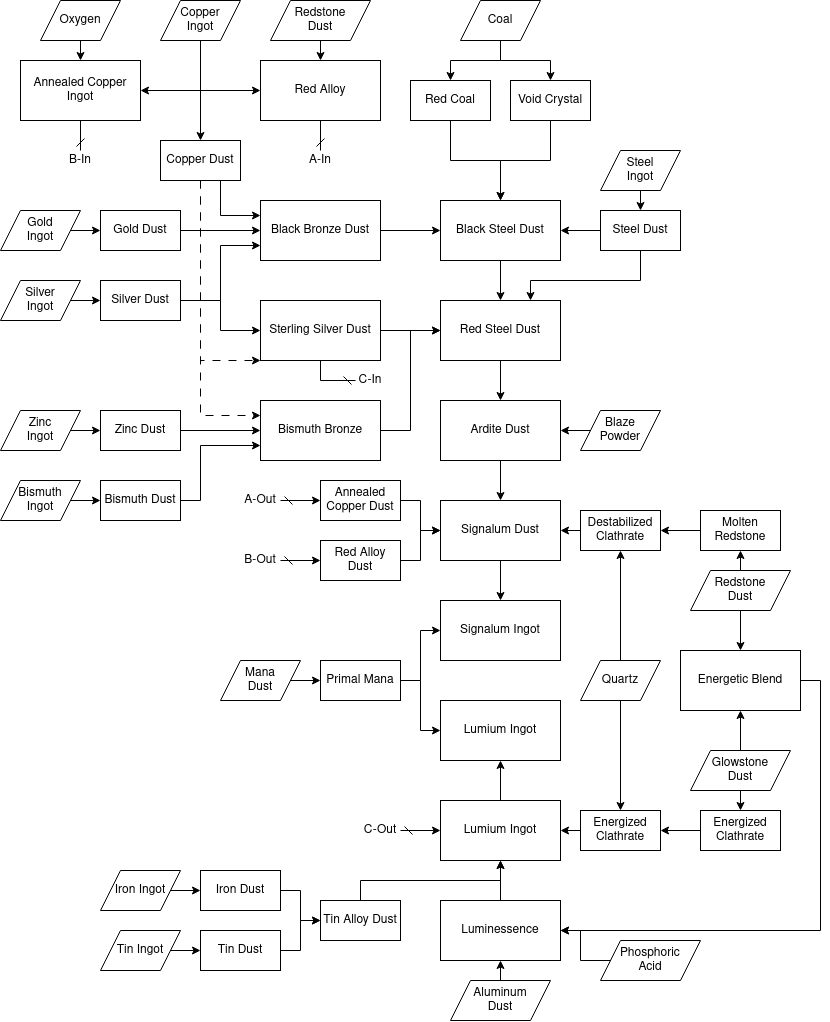 Oxygen
Copper
Ingot
Redstone
Dust
Coal
Annealed Copper
Ingot
Red Alloy
Red Coal
Void Crystal
B-In
Copper Dust
A-In
Steel
Ingot
Gold
Ingot
Gold Dust
Black Bronze Dust
Black Steel Dust
Steel Dust
Silver
Ingot
Silver Dust
Sterling Silver Dust
Red Steel Dust
C-In
Zinc
Ingot
Zinc Dust
Bismuth Bronze
Ardite Dust
Blaze
Powder
Bismuth
Ingot
Bismuth Dust
A-Out
Annealed
Copper Dust
Signalum Dust
Destabilized
Clathrate
Molten
Redstone
B-Out
Red Alloy
Dust
Redstone
Dust
Signalum Ingot
Mana
Dust
Primal Mana
Quartz
Energetic Blend
Lumium Ingot
Glowstone
Dust
C-Out
Lumium Ingot
Energized
Clathrate
Energized
Clathrate
Iron Ingot
Iron Dust
Tin Alloy Dust
Luminessence
Tin Ingot
Tin Dust
Phosphoric
Acid
Aluminum
Dust